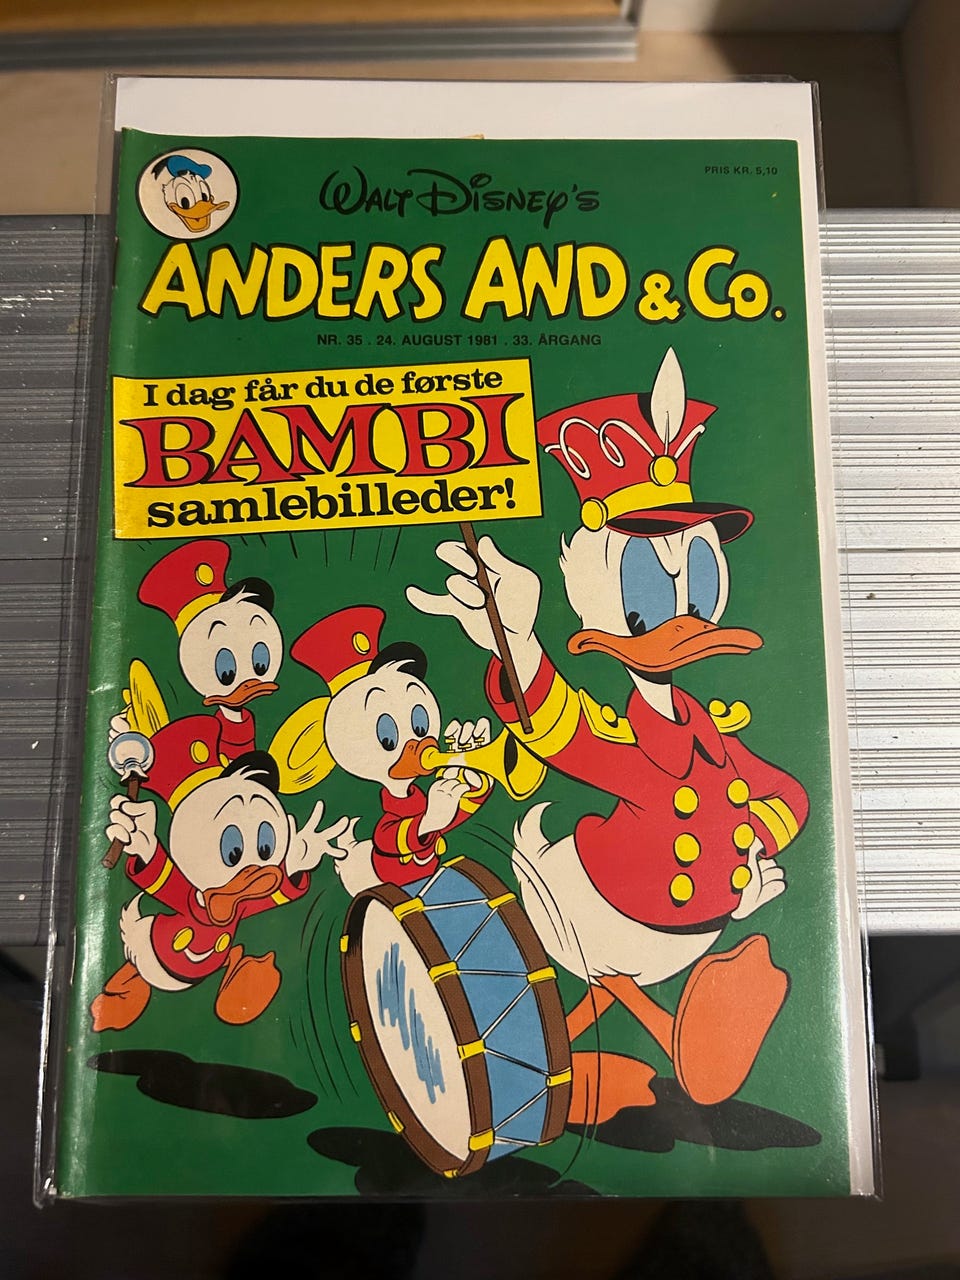 PRIS KR. 5,10
WALT DISNEY'S
ANDERS AND & Co.
NR. 35 . 24. AUGUST 1981 . 33. ÅRGANG
I dag får du de første
BAMBI
samlebilleder!